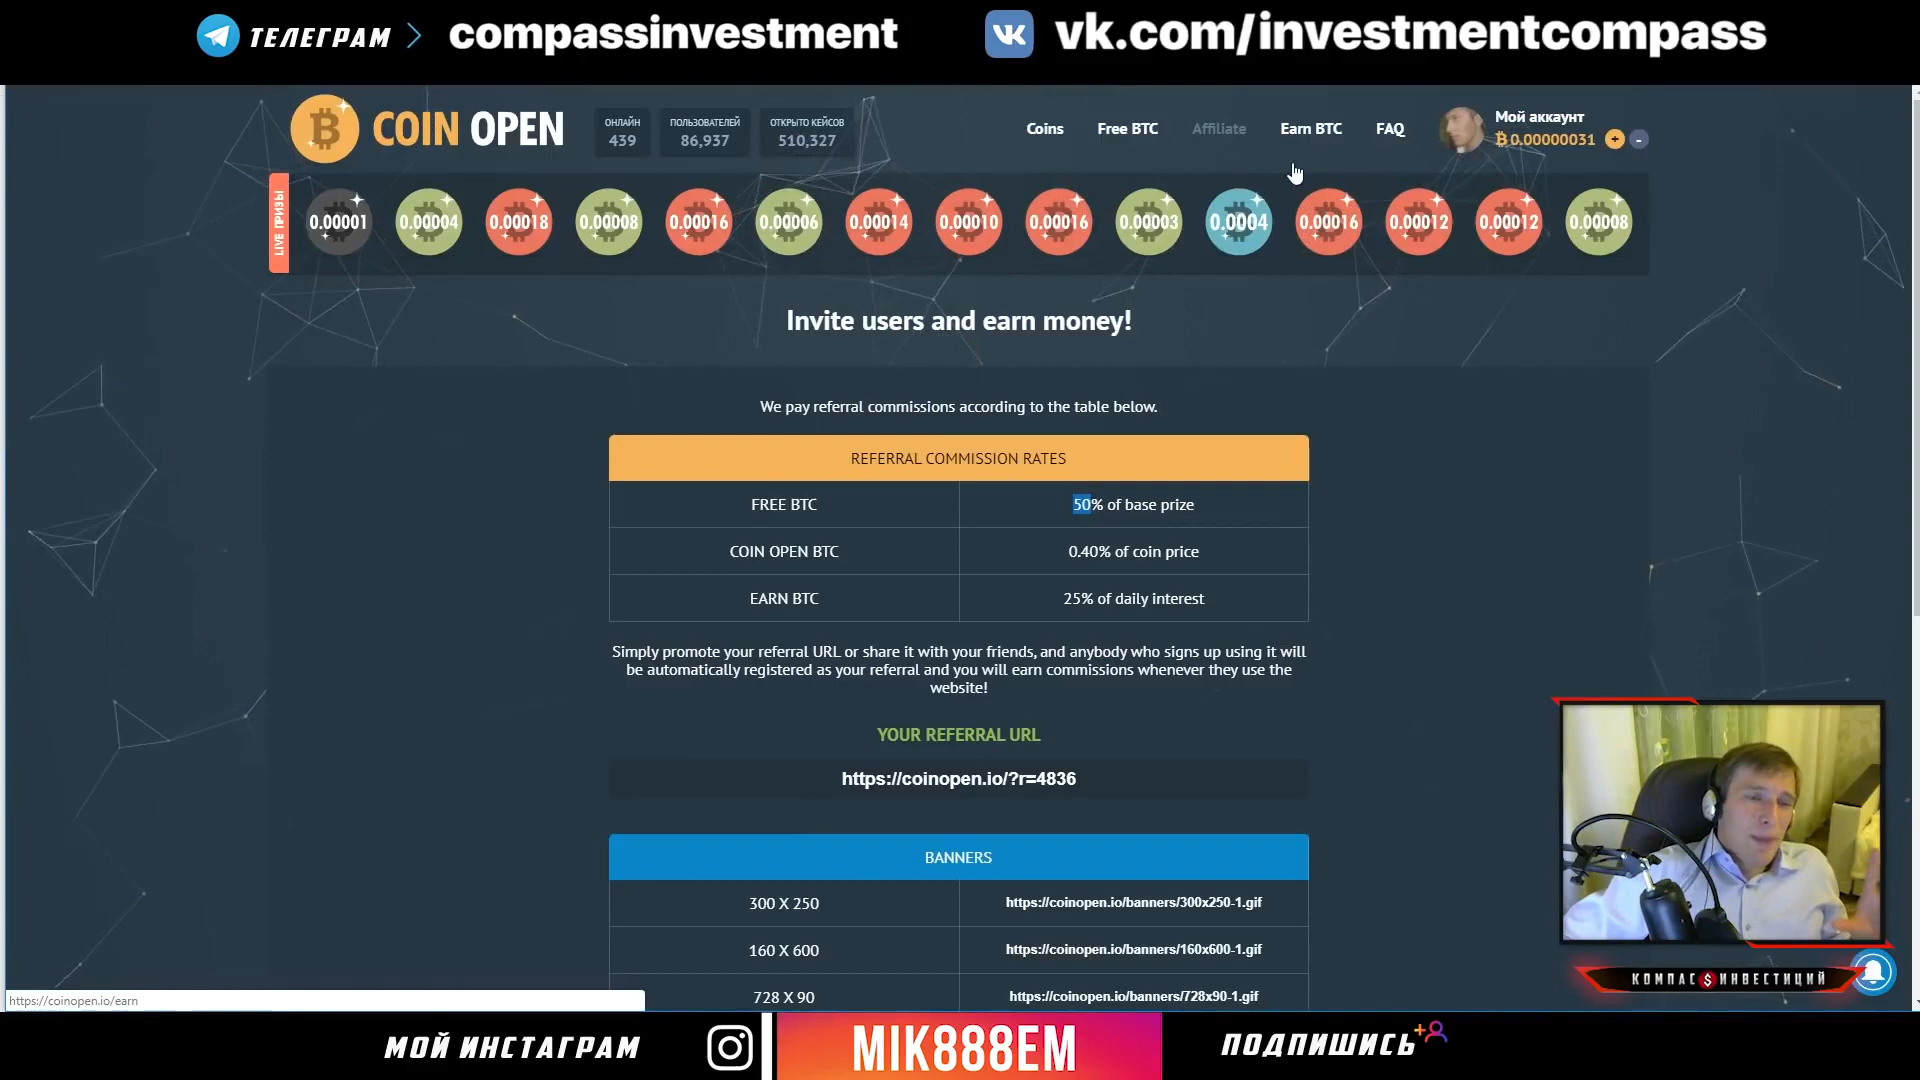 ТЕЛЕГРАМ
compassinvestment
vk.com/investmentcompass
COIN OPEN
ОНЛАЙН
439
ПОЛЬЗОВАТЕЛЕЙ
86,937
ОТКРЫТО КЕЙСОВ
510,327
Coins
Free BTC
Affiliate
Earn BTC
FAQ
Мой аккаунт
0.00000031
+
-
LIVE ПРИЗЫ
0.00001
0.00004
0.00018
0.00008
0.00016
0.00006
0.00014
0.00010
0.00016
0.00003
0.0004
0.00016
0.00012
0.00012
0.00008
Invite users and earn money!
We pay referral commissions according to the table below.
REFERRAL COMMISSION RATES
FREE BTC
50% of base prize
COIN OPEN BTC
0.40% of coin price
EARN BTC
25% of daily interest
Simply promote your referral URL or share it with your friends, and anybody who signs up using it will
be automatically registered as your referral and you will earn commissions whenever they use the
website!
YOUR REFERRAL URL
https://coinopen.io/?r=4836
BANNERS
300 X 250
https://coinopen.io/banners/300x250-1.gif
160 X 600
https://coinopen.io/banners/160x600-1.gif
728 X 90
https://coinopen.io/banners/728x90-1.gif
КОМПАС $ ИНВЕСТИЦИЙ
https://coinopen.io/earn
МОЙ ИНСТАГРАМ
MIK888EM
ПОДПИШИСЬ